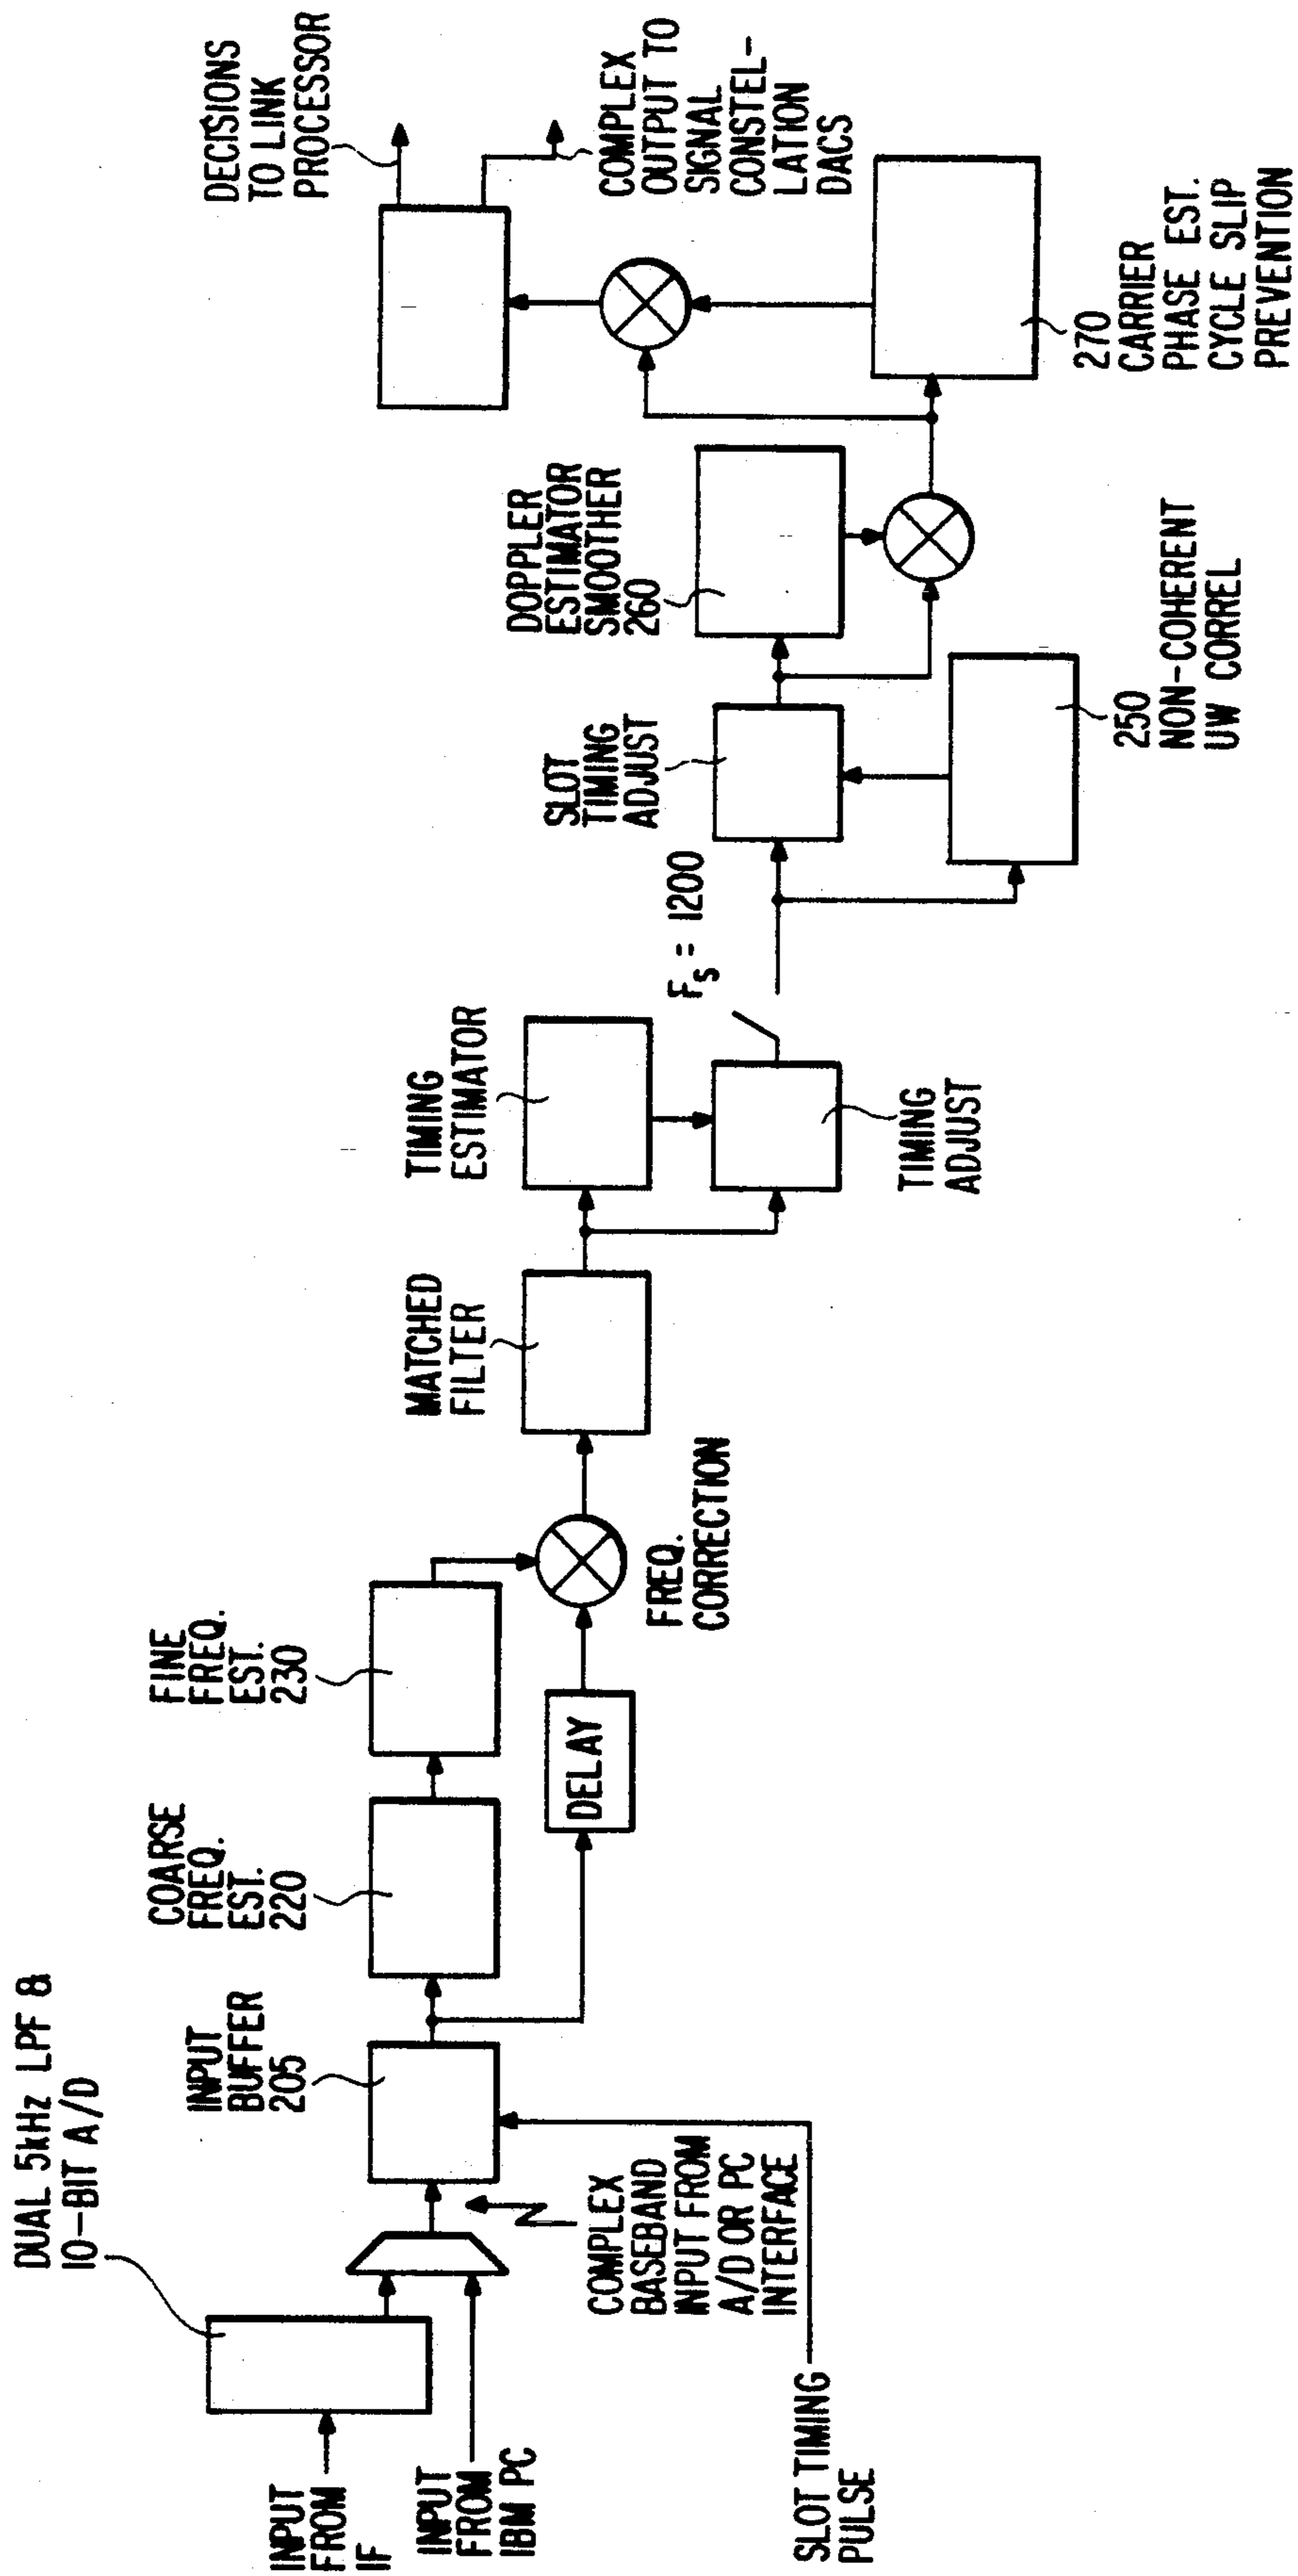 INPUT
FROM
IF
INPUT
FROM
IBM PC
SLOT TIMING
PULSE
DUAL 5kHz LPF &
10-BIT A/D
COMPLEX
BASEBAND
INPUT FROM
A/D OR PC
INTERFACE
INPUT
BUFFER
205
COARSE
FREQ.
EST.
220
FINE
FREQ.
EST.
230
DELAY
FREQ.
CORRECTION
MATCHED
FILTER
TIMING
ESTIMATOR
TIMING
ADJUST
Fs = 1200
SLOT
TIMING
ADJUST
250
NON-COHERENT
UW CORREL
DOPPLER
ESTIMATOR
SMOOTHER
260
270
CARRIER
PHASE EST.
CYCLE SLIP
PREVENTION
DECISIONS
TO LINK
PROCESSOR
COMPLEX
OUTPUT TO
SIGNAL
CONSTEL-
LATION
DACS